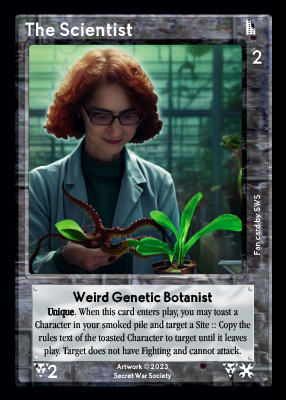 The Scientist
2
Fan card by SWS
Weird Genetic Botanist
Unique. When this card enters play, you may toast a
Character in your smoked pile and target a Site :: Copy the
rules text of the toasted Character to target until it leaves
play. Target does not have Fighting and cannot attack.
2
Artwork © 2023
Secret War Society